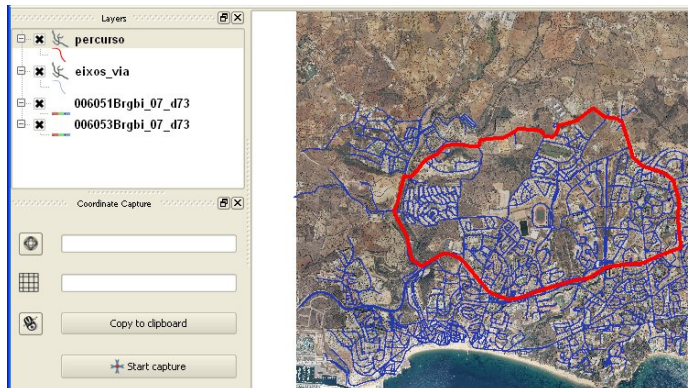 Layers
percurso
eixos_via
006051Brgbi_07_d73
006053Brgbi_07_d73
Coordinate Capture
Copy to clipboard
Start capture